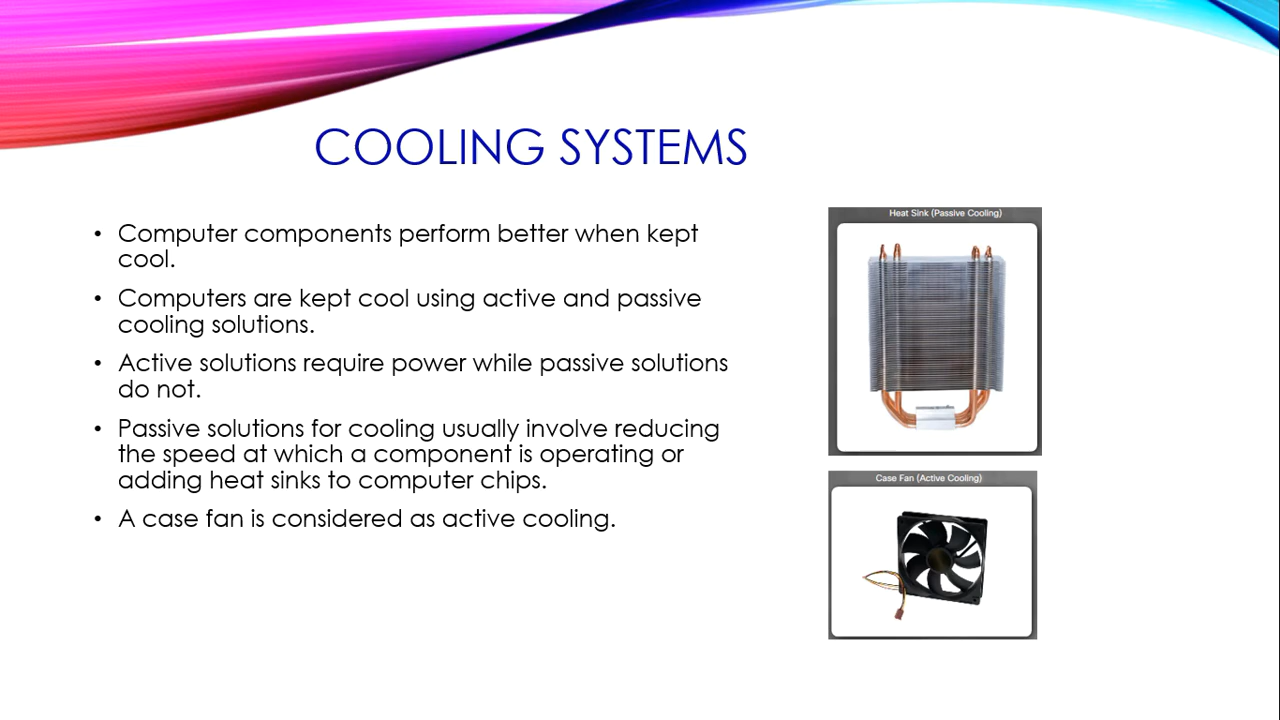 COOLING SYSTEMS
• Computer components perform better when kept
cool.
• Computers are kept cool using active and passive
cooling solutions.
• Active solutions require power while passive solutions
do not.
• Passive solutions for cooling usually involve reducing
the speed at which a component is operating or
adding heat sinks to computer chips.
• A case fan is considered as active cooling.
Heat Sink (Passive Cooling)
Case Fan (Active Cooling)